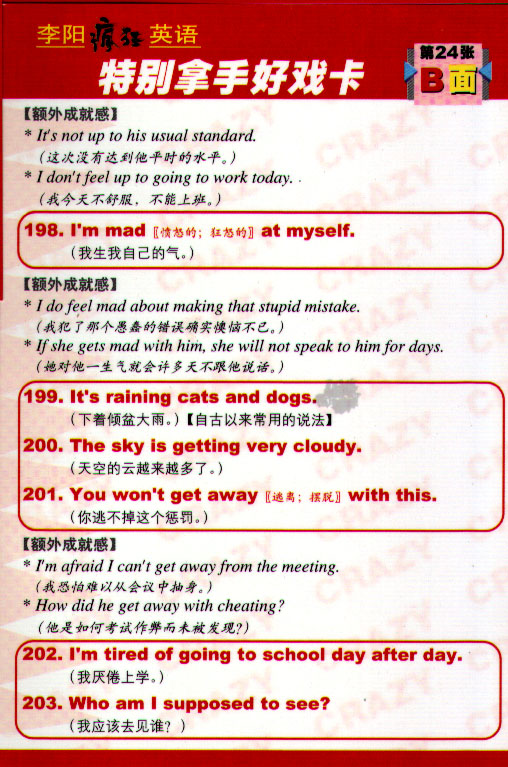 李阳疯狂英语
特别拿手好戏卡
第24张
B面
【额外成就感】
* It's not up to his usual standard.
（这次没有达到他平时的水平。）
* I don't feel up to going to work today.
（我今天不舒服，不能上班。）
198. I'm mad〖愤怒的；狂怒的〗at myself.
（我生我自己的气。）
【额外成就感】
* I do feel mad about making that stupid mistake.
（我犯了那个愚蠢的错误确实懊恼不已。）
* If she gets mad with him, she will not speak to him for days.
（她对他一生气就会许多天不跟他说话。）
199. It's raining cats and dogs.
（下着倾盆大雨。）【自古以来常用的说法】
200. The sky is getting very cloudy.
（天空的云越来越多了。）
201. You won't get away〖逃离；摆脱〗with this.
（你逃不掉这个惩罚。）
【额外成就感】
* I'm afraid I can't get away from the meeting.
（我恐怕难以从会议中抽身。）
* How did he get away with cheating?
（他是如何考试作弊而未被发现？）
202. I'm tired of going to school day after day.
（我厌倦上学。）
203. Who am I supposed to see?
（我应该去见谁？）
CRAZY